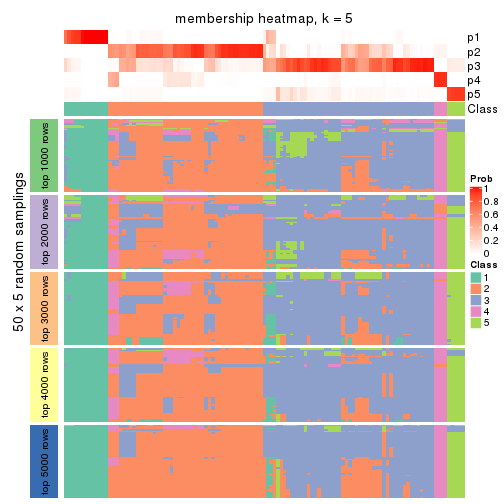 membership heatmap, k = 5
p1
p2
p3
p4
p5
Class
50 x 5 random samplings
top 1000 rows
top 2000 rows
top 3000 rows
top 4000 rows
top 5000 rows
Prob
1
0.8
0.6
0.4
0.2
0
Class
1
2
3
4
5